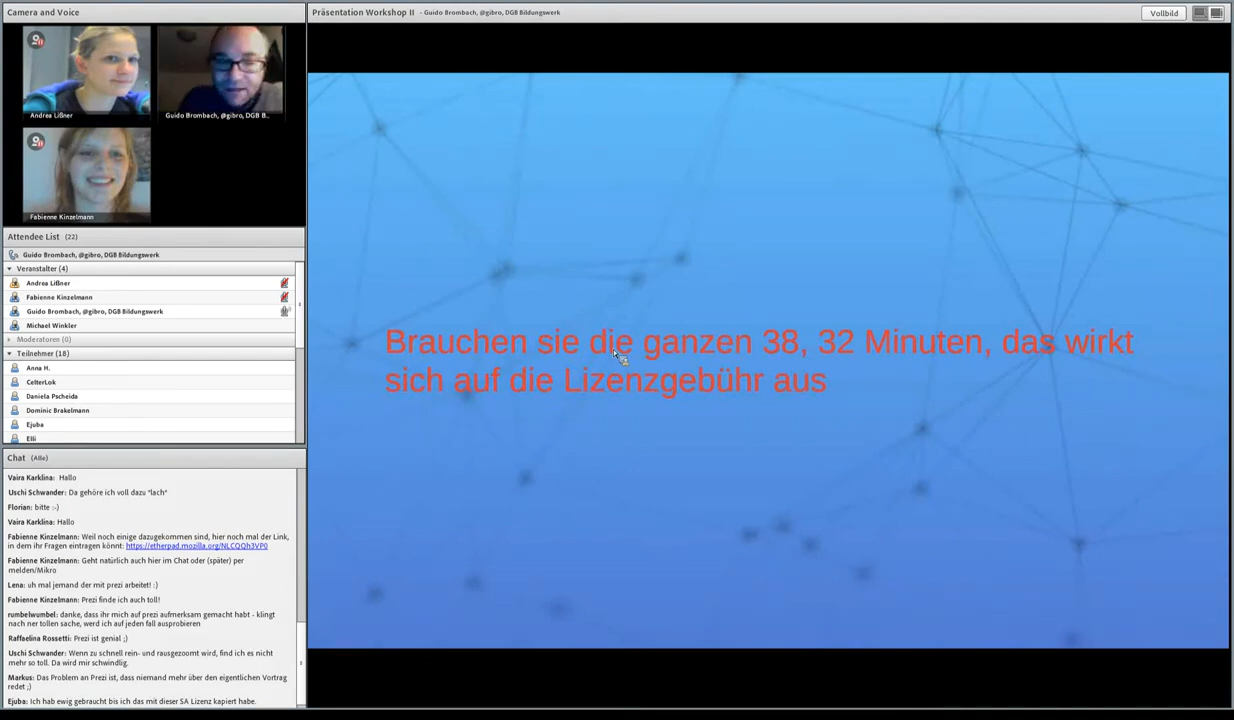 Camera and Voice
Andrea Lißner
Guido Brombach, @gibro, DGB B...
Fabienne Kinzelmann
Attendee List (22)
Guido Brombach, @gibro, DGB Bildungswerk
Veranstalter (4)
Andrea Lißner
Fabienne Kinzelmann
Guido Brombach, @gibro, DGB Bildungswerk
Michael Winkler
Moderatoren (0)
Teilnehmer (18)
Anna H.
CelterLok
Daniela Pscheida
Dominic Brakelmann
Ejuba
Elli
Chat (Alle)
Vaira Karklina: Hallo
Uschi Schwander: Da gehöre ich voll dazu *lach*
Florian: bitte :-)
Vaira Karklina: Hallo
Fabienne Kinzelmann: Weil noch einige dazugekommen sind, hier noch mal der Link,
in dem ihr Fragen eintragen könnt: https://etherpad.mozilla.org/NLCQQh3VP0
Fabienne Kinzelmann: Geht natürlich auch hier im Chat oder (später) per
melden/Mikro
Lena: uh mal jemand der mit prezi arbeitet! :)
Fabienne Kinzelmann: Prezi finde ich auch toll!
rumbelwumbel: danke, dass ihr mich auf prezi aufmerksam gemacht habt - klingt
nach ner tollen sache, werd ich auf jeden fall ausprobieren
Raffaelina Rossetti: Prezi ist genial ;)
Uschi Schwander: Wenn zu schnell rein- und rausgezoomt wird, find ich es nicht
mehr so toll. Da wird mir schwindlig.
Markus: Das Problem an Prezi ist, dass niemand mehr über den eigentlichen Vortrag
redet ;)
Ejuba: Ich hab ewig gebraucht bis ich das mit dieser SA Lizenz kapiert habe.
Präsentation Workshop II - Guido Brombach, @gibro, DGB Bildungswerk
Vollbild
Brauchen sie die ganzen 38, 32 Minuten, das wirkt
sich auf die Lizenzgebühr aus